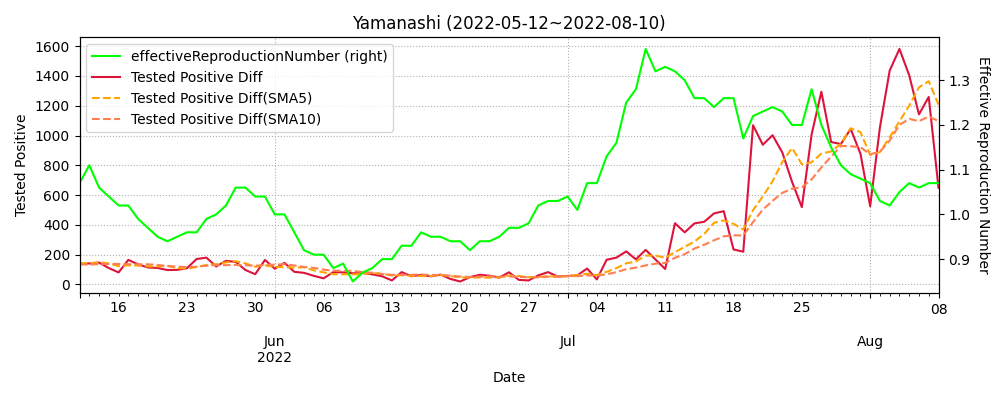 Yamanashi (2022-05-12~2022-08-10)
effectiveReproductionNumber (right)
Tested Positive Diff
Tested Positive Diff(SMA5)
Tested Positive Diff(SMA10)
Tested Positive
1600
1400
1200
1000
800
600
400
200
0
1.3
1.2
1.1
1.0
0.9
Effective Reproduction Number
16 23 30 06 13 20 27 04 11 18 25 08
Jun Jul Aug
2022
Date